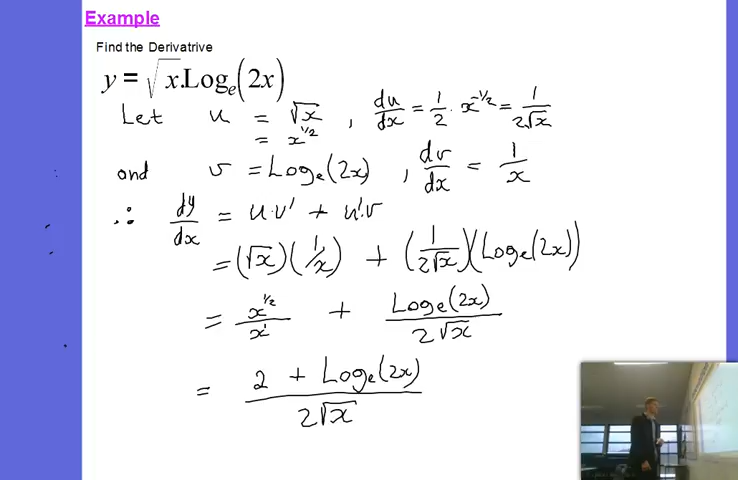 Example
Find the Derivatrive
y = √x.Logₑ(2x)
Let u = √x , du/dx = 1/2 · x^-1/2 = 1/2√x
= x^1/2
and v = Logₑ(2x) , dv/dx = 1/x
∴ dy/dx = u·v' + u'·v
= (√x)(1/x) + (1/2√x)(Logₑ(2x))
= x^1/2/x^1 + Logₑ(2x)/2√x
= 2 + Logₑ(2x)/2√x